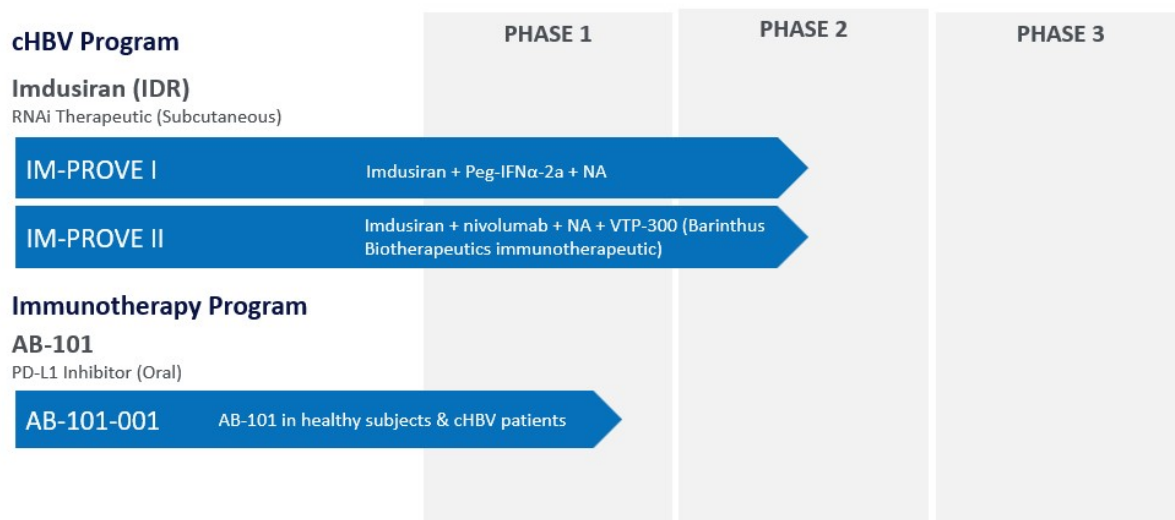 PHASE 1
PHASE 2
PHASE 3
cHBV Program
Imdusiran (IDR)
RNAi Therapeutic (Subcutaneous)
IM-PROVE I
Imdusiran + Peg-IFNα-2a + NA
IM-PROVE II
Imdusiran + nivolumab + NA + VTP-300 (Barinthus
Biotherapeutics immunotherapeutic)
Immunotherapy Program
AB-101
PD-L1 Inhibitor (Oral)
AB-101-001
AB-101 in healthy subjects & cHBV patients